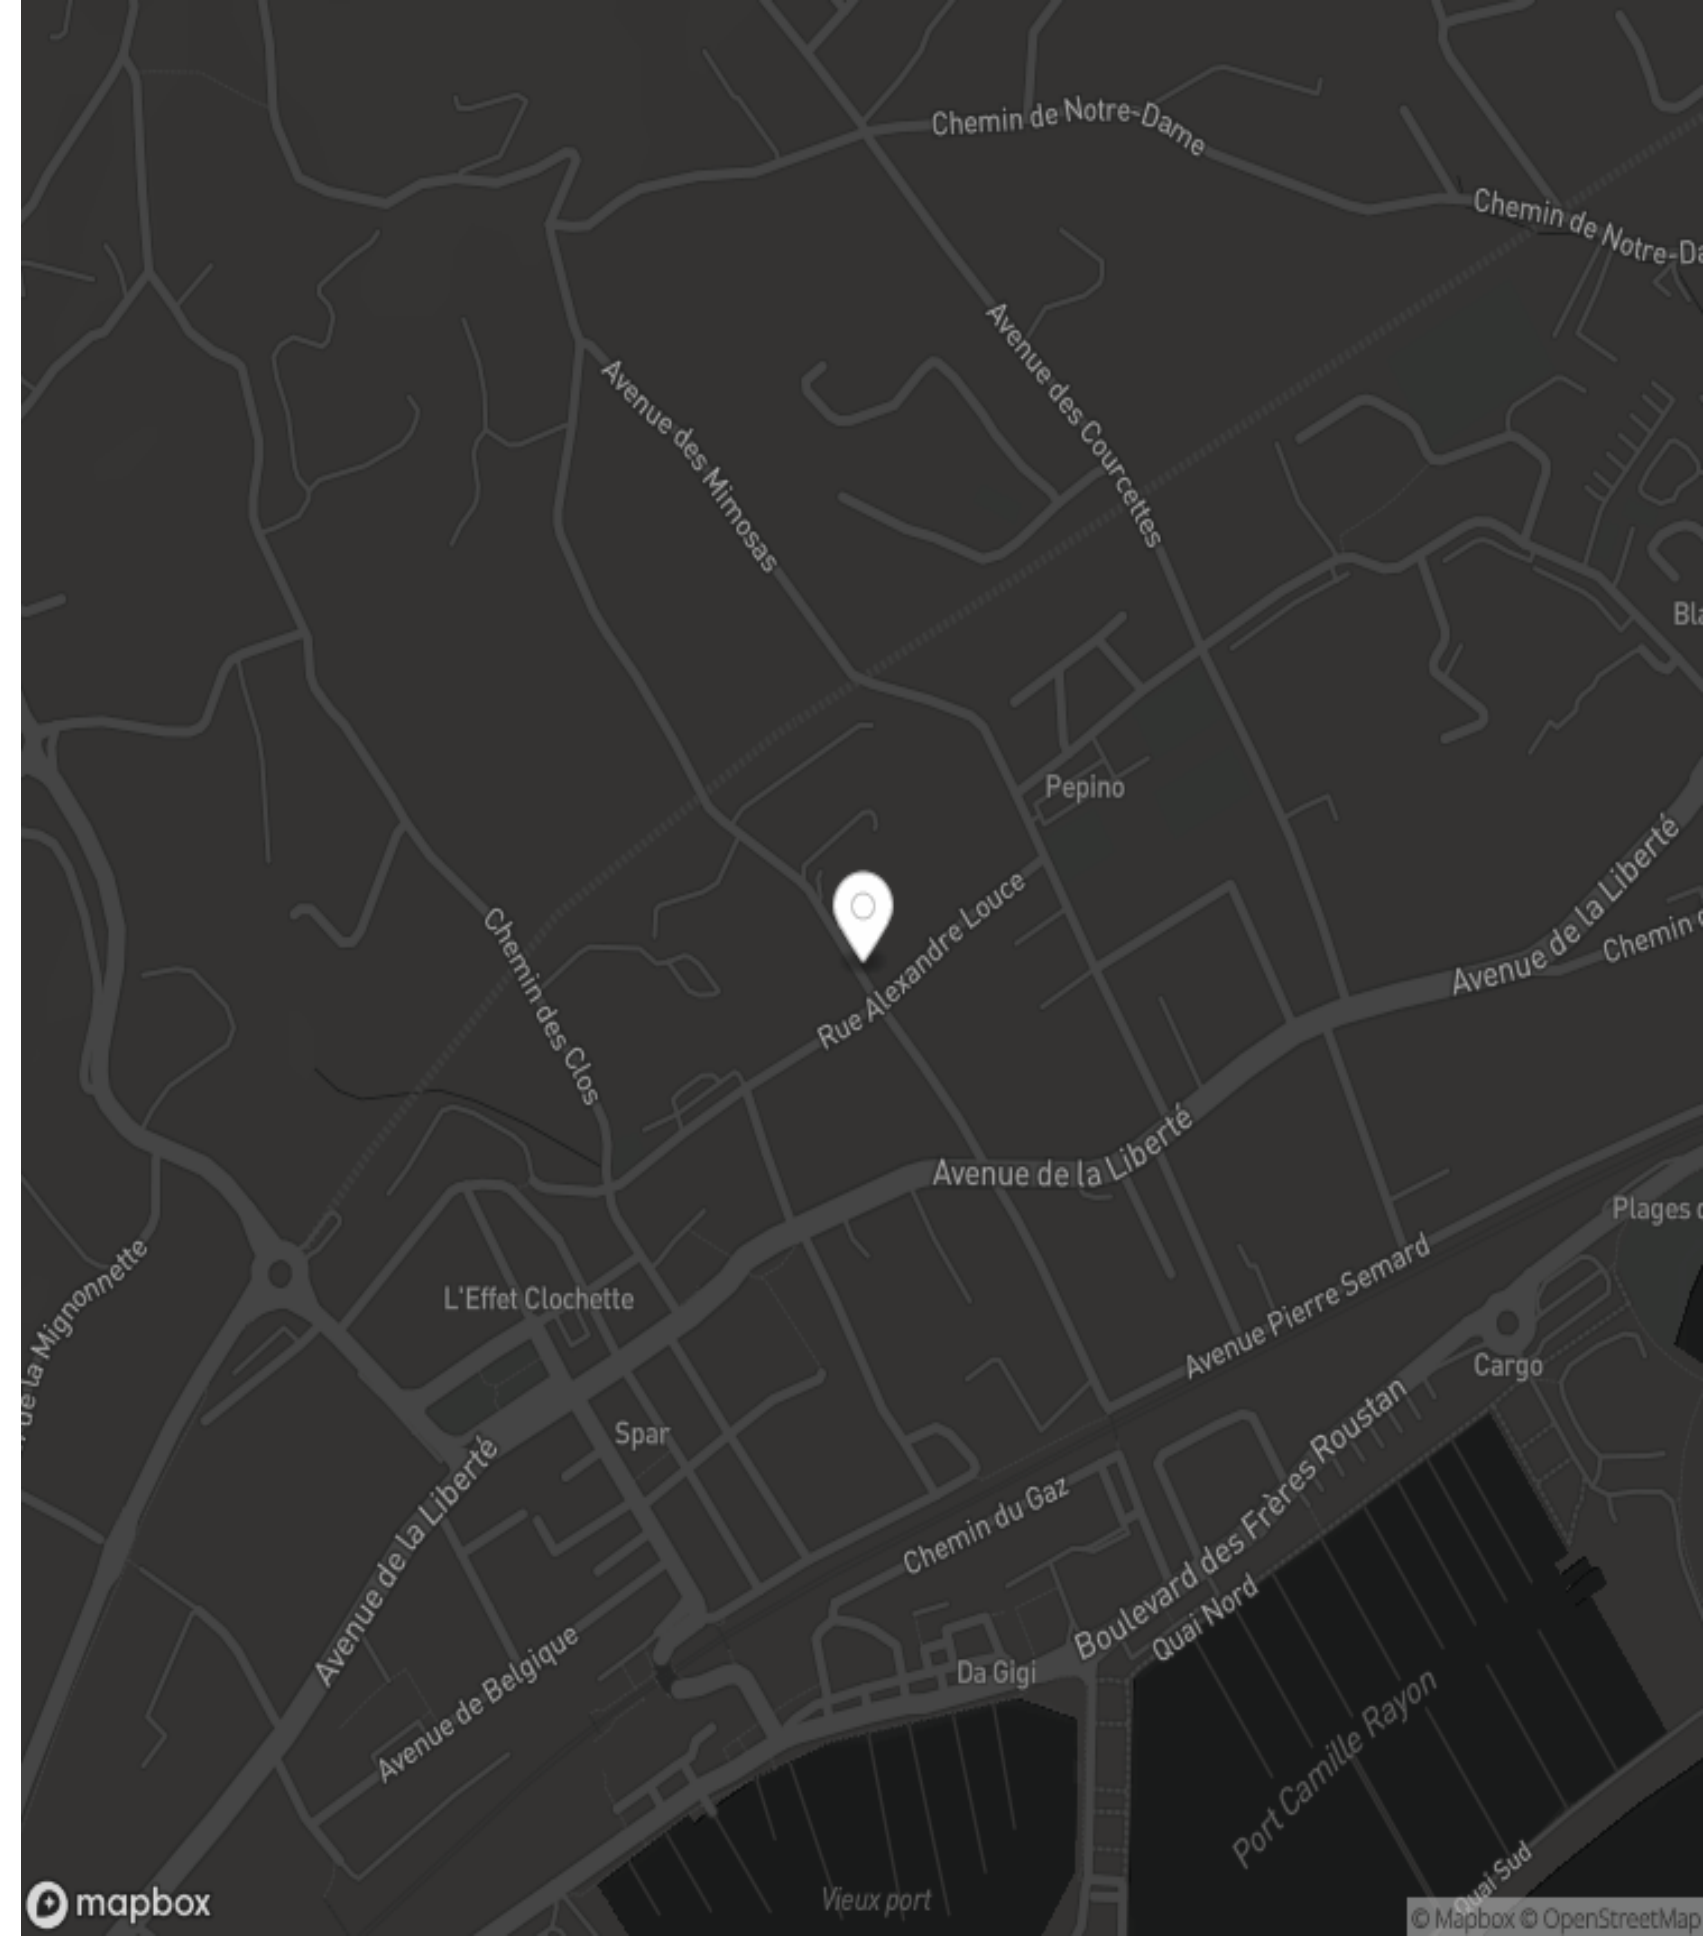 Chemin de Notre-Dame
Chemin de Notre-Da
Avenue des Courcettes
Avenue des Mimosas
Bla
Pepino
Avenue de la Liberté
Rue Alexandre Louce
Chemin d
Chemin des Clos
Avenue de la Liberté
Plages d
de la Mignonnette
L'Effet Clochette
Avenue Pierre Semard
Cargo
Spar
Boulevard des Frères Roustan
Avenue de la Liberté
Chemin du Gaz
Quai Nord
Avenue de Belgique
Da Gigi
Port Camille Rayon
Quai Sud
Vieux port
mapbox
© Mapbox © OpenStreetMap